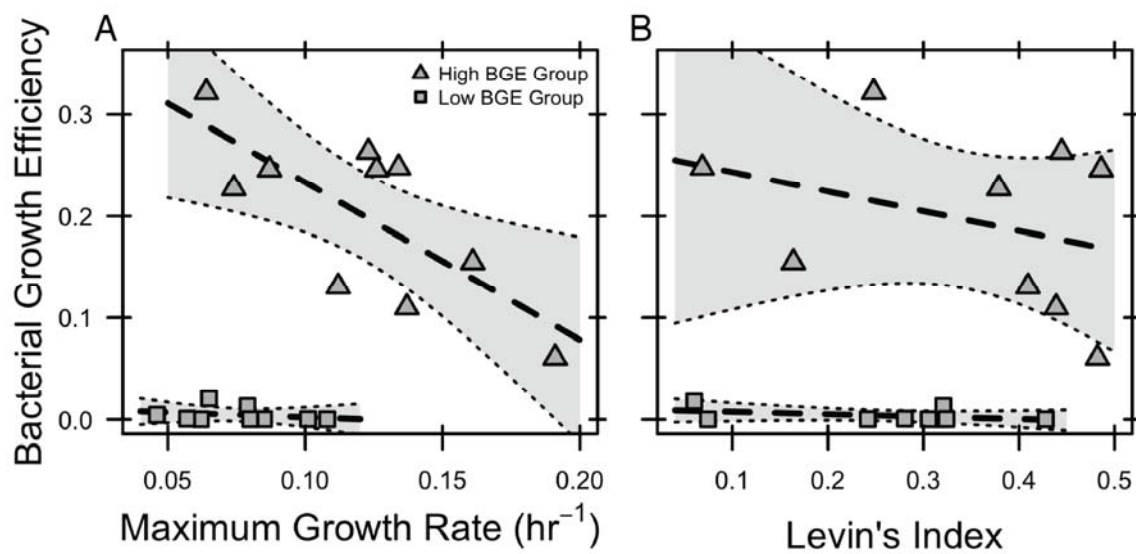 A
B
High BGE Group
Low BGE Group
Bacterial Growth Efficiency
0.3
0.2
0.1
0.0
0.05 0.10 0.15 0.20
0.1 0.2 0.3 0.4 0.5
Maximum Growth Rate (hr⁻¹)
Levin's Index